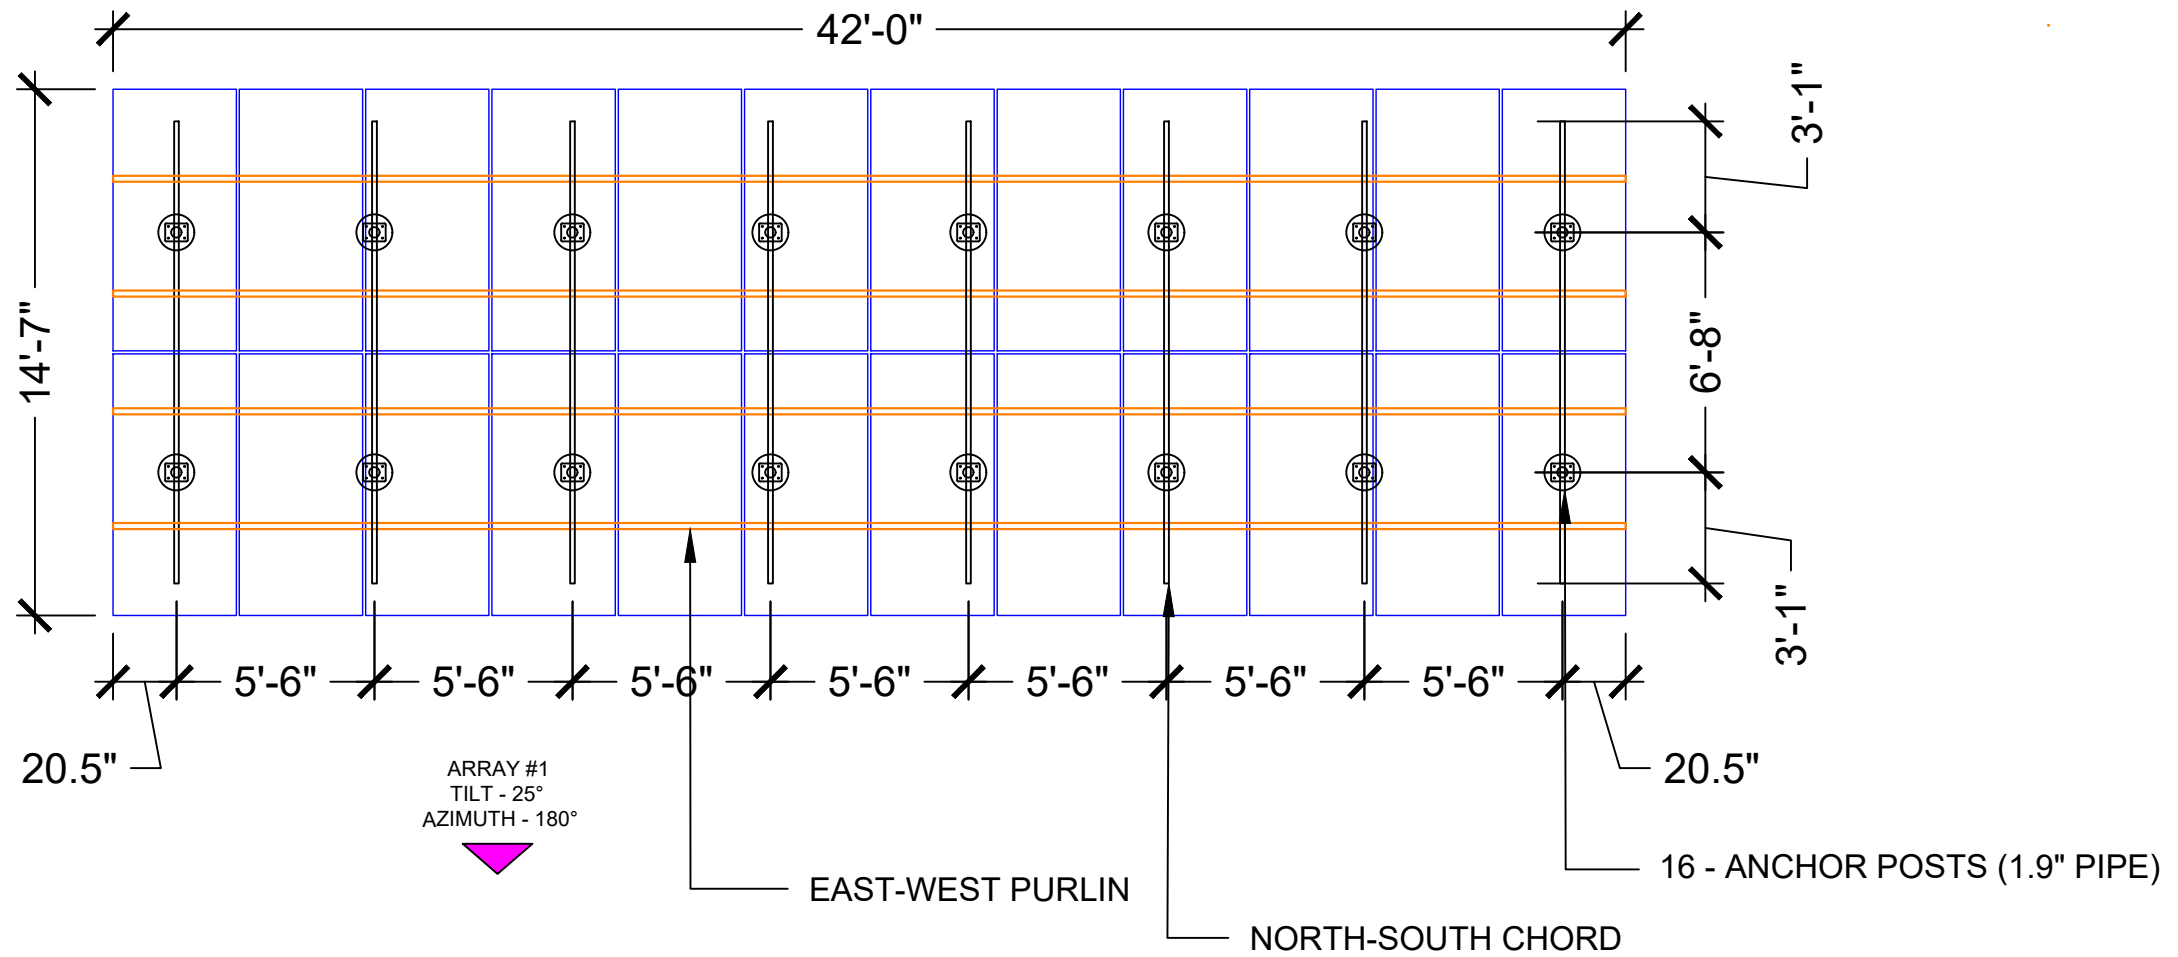 42'-0"
3'-1"
14'-7"
6'-8"
3'-1"
5'-6" 5'-6" 5'-6" 5'-6" 5'-6" 5'-6" 5'-6"
20.5" 20.5"
ARRAY #1
TILT - 25°
AZIMUTH - 180°
16 - ANCHOR POSTS (1.9" PIPE)
EAST-WEST PURLIN
NORTH-SOUTH CHORD